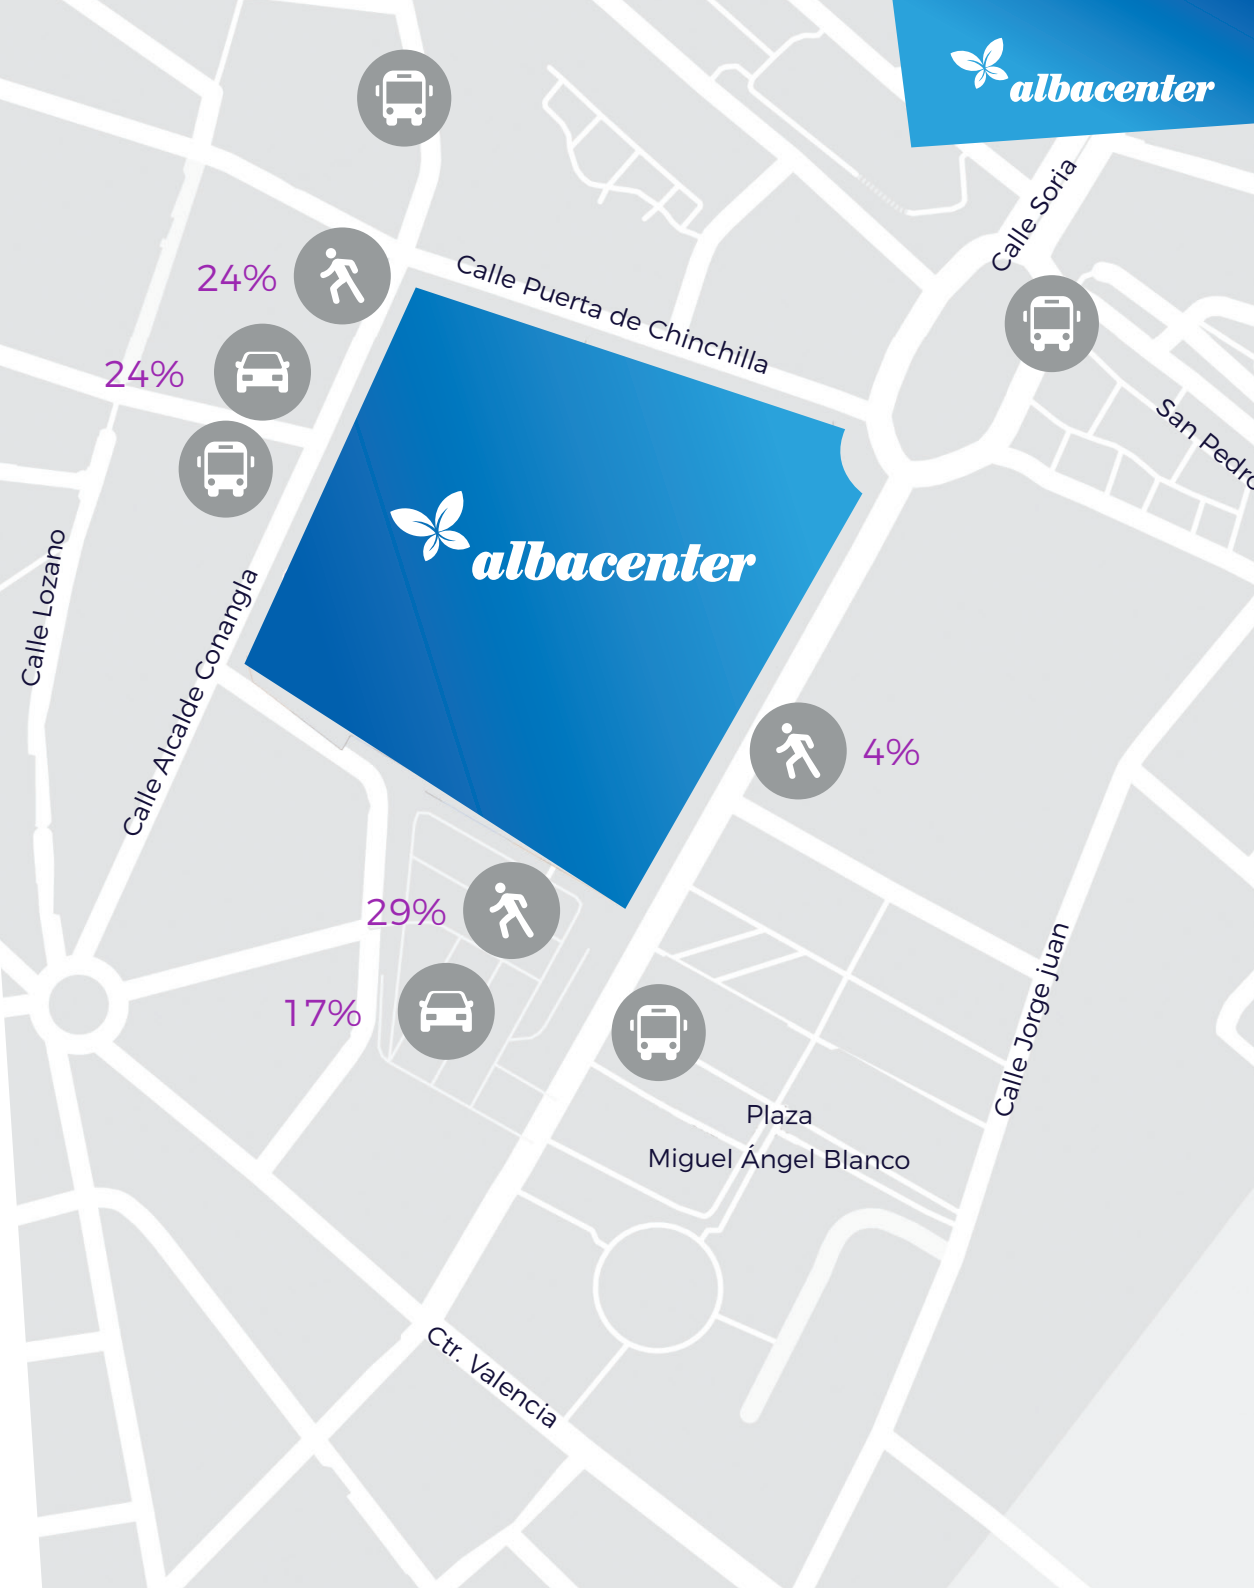 albacenter
Calle Soria
Calle Puerta de Chinchilla
24%
24%
San Pedro
albacenter
Calle Lozano
Calle Alcalde Conangla
4%
29%
17%
Calle Jorge juan
Plaza
Miguel Ángel Blanco
Ctr. Valencia